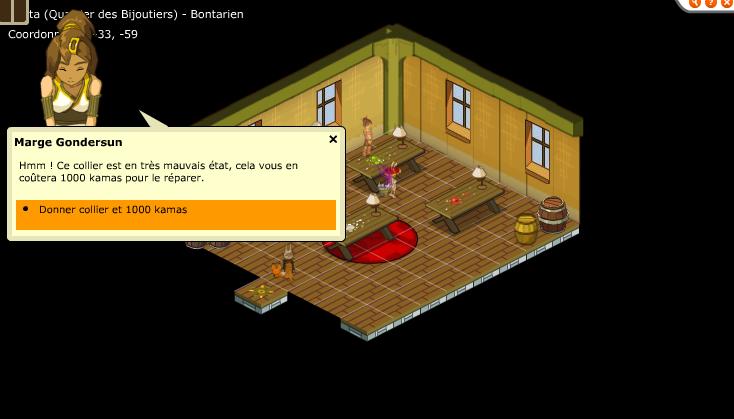 (Quartier des Bijoutiers) - Bontarien
33, -59
Marge Gondersun
Hmm ! Ce collier est en très mauvais état, cela vous en
coûtera 1000 kamas pour le réparer.
Donner collier et 1000 kamas